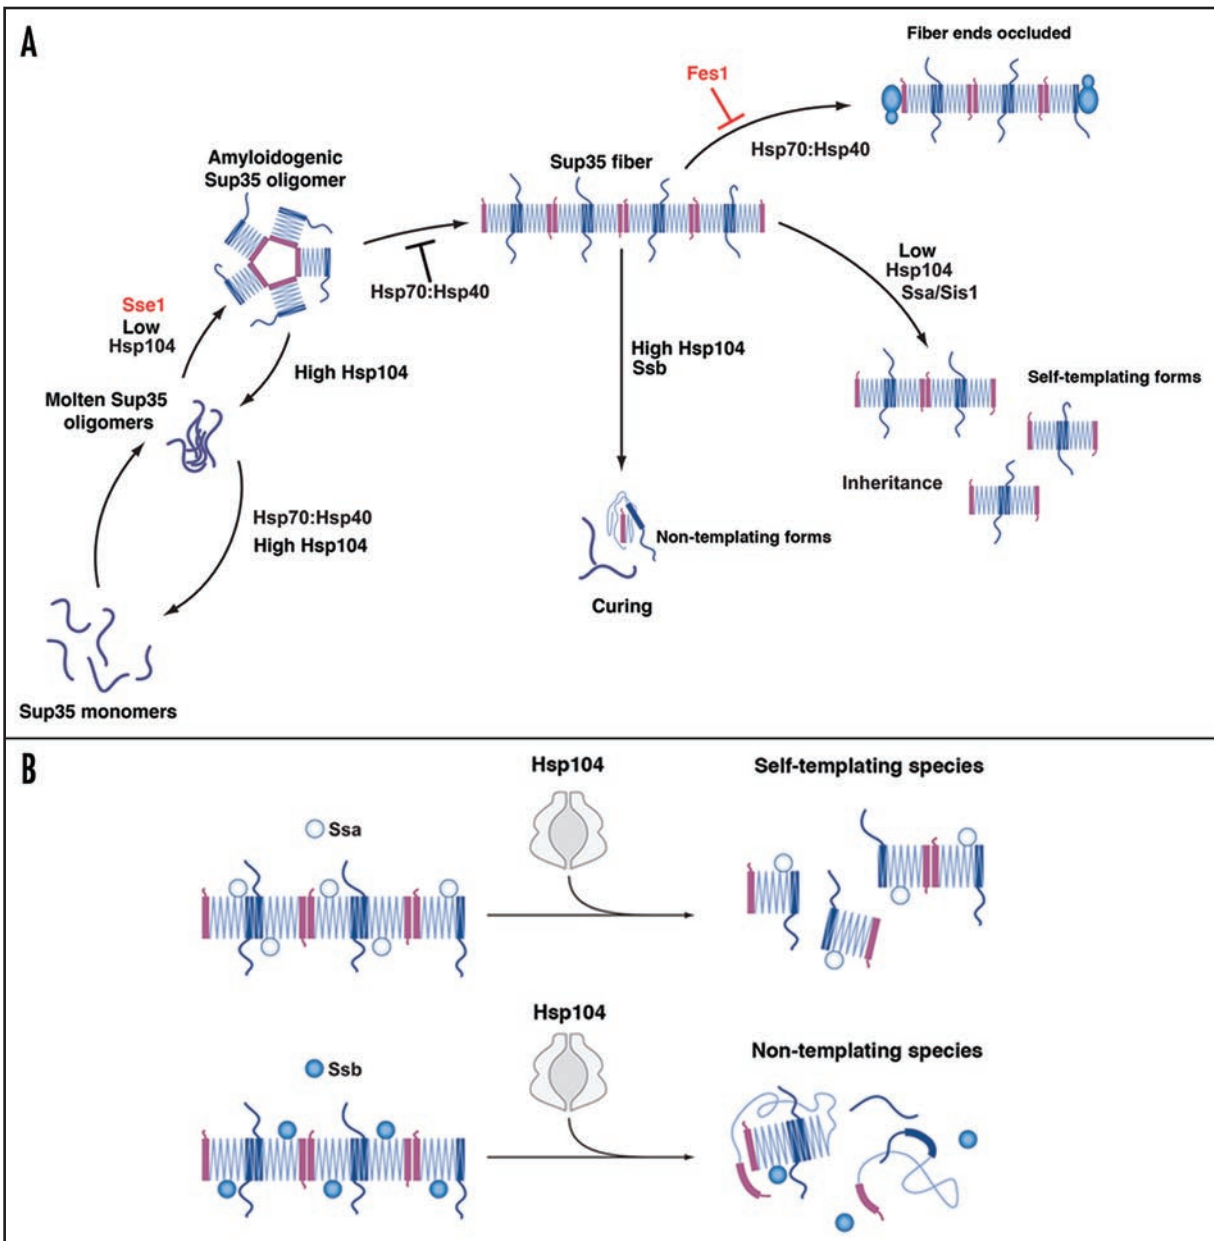 A
Fiber ends occluded
Fes1
Hsp70:Hsp40
Amyloidogenic
Sup35 oligomer
Sup35 fiber
Hsp70:Hsp40
Low
Hsp104
Ssa/Sis1
Sse1
Low
Hsp104
High Hsp104
High Hsp104
Ssb
Self-templating forms
Molten Sup35
oligomers
Inheritance
Hsp70:Hsp40
High Hsp104
Non-templating forms
Curing
Sup35 monomers
B
Hsp104
Self-templating species
Ssa
Hsp104
Non-templating species
Ssb